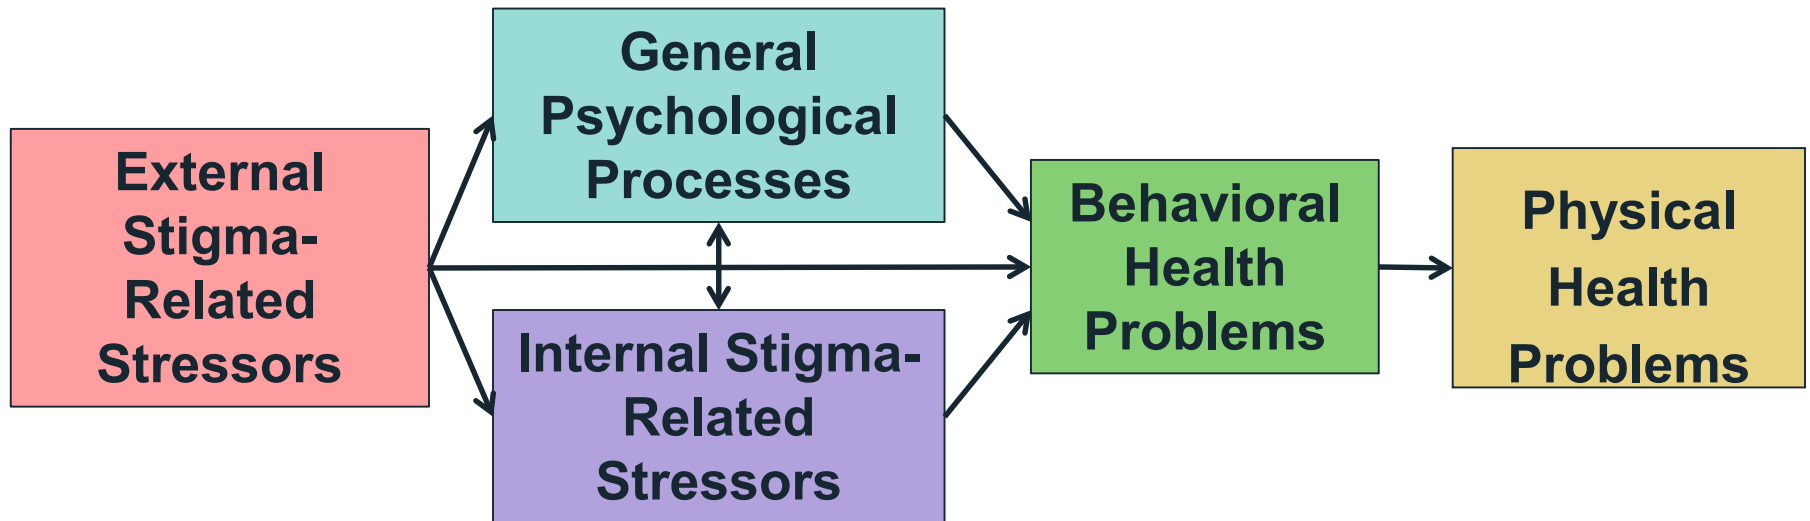 External
Stigma-
Related
Stressors
General
Psychological
Processes
Internal Stigma-
Related
Stressors
Behavioral
Health
Problems
Physical
Health
Problems